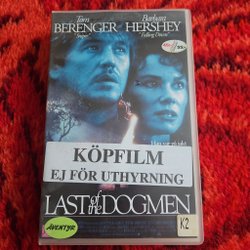 Tom Barbara
BERENGER HERSHEY
KÖPFILM
EJ FÖR UTHYRNING
LAST of the DOGMEN
ÄVENTYR
K2